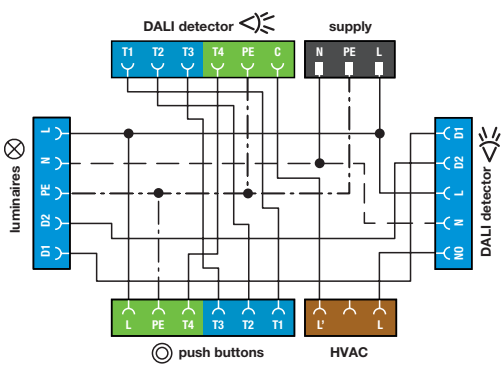 DALI detector
supply
T1 T2 T3 T4 PE C
N PE L
luminaires
L
N
PE
D2
D1
D1
D2
L
N
NO
DALI detector
L PE T4 T3 T2 T1
L' L
push buttons
HVAC